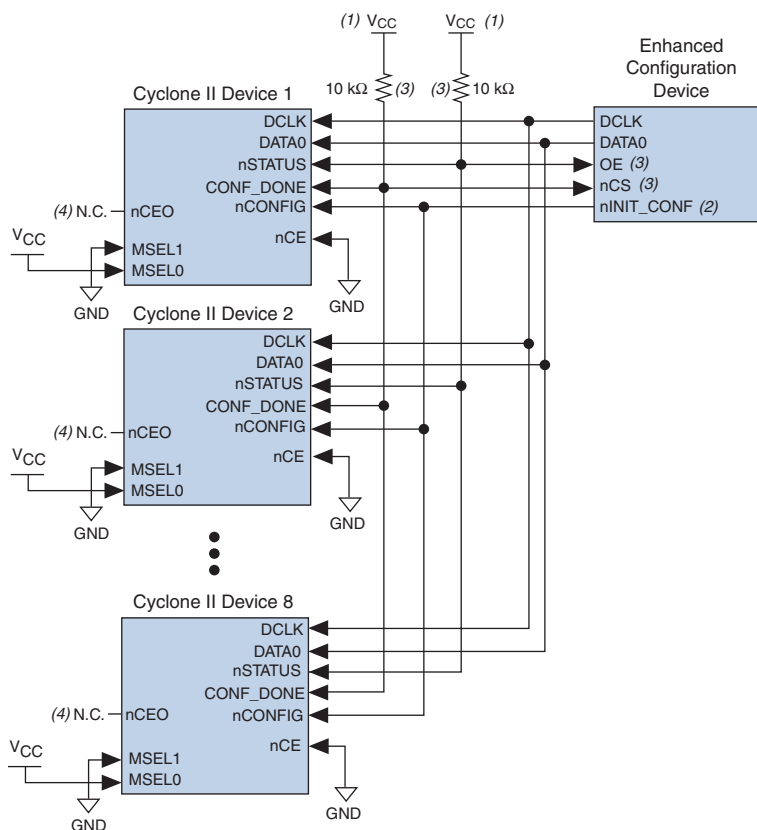 (1) VCC
VCC (1)
10 kΩ (3)
(3) 10 kΩ
Enhanced
Configuration
Device
DCLK
DATA0
OE (3)
nCS (3)
nINIT_CONF (2)
Cyclone II Device 1
DCLK
DATA0
nSTATUS
CONF_DONE
nCONFIG
nCE
(4) N.C. nCEO
MSEL1
MSEL0
VCC
GND
GND
Cyclone II Device 2
DCLK
DATA0
nSTATUS
CONF_DONE
nCONFIG
nCE
(4) N.C. nCEO
MSEL1
MSEL0
VCC
GND
GND
Cyclone II Device 8
DCLK
DATA0
nSTATUS
CONF_DONE
nCONFIG
nCE
(4) N.C. nCEO
MSEL1
MSEL0
VCC
GND
GND